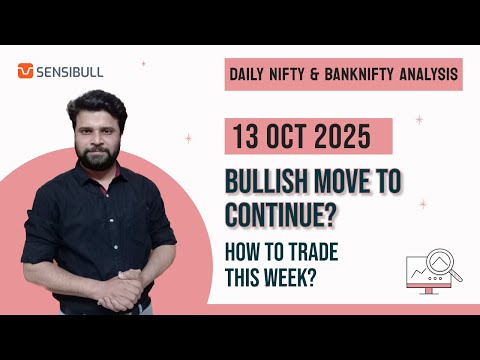 SENSIBULL
DAILY NIFTY & BANKNIFTY ANALYSIS
13 OCT 2025
BULLISH MOVE TO
CONTINUE?
HOW TO TRADE
THIS WEEK?